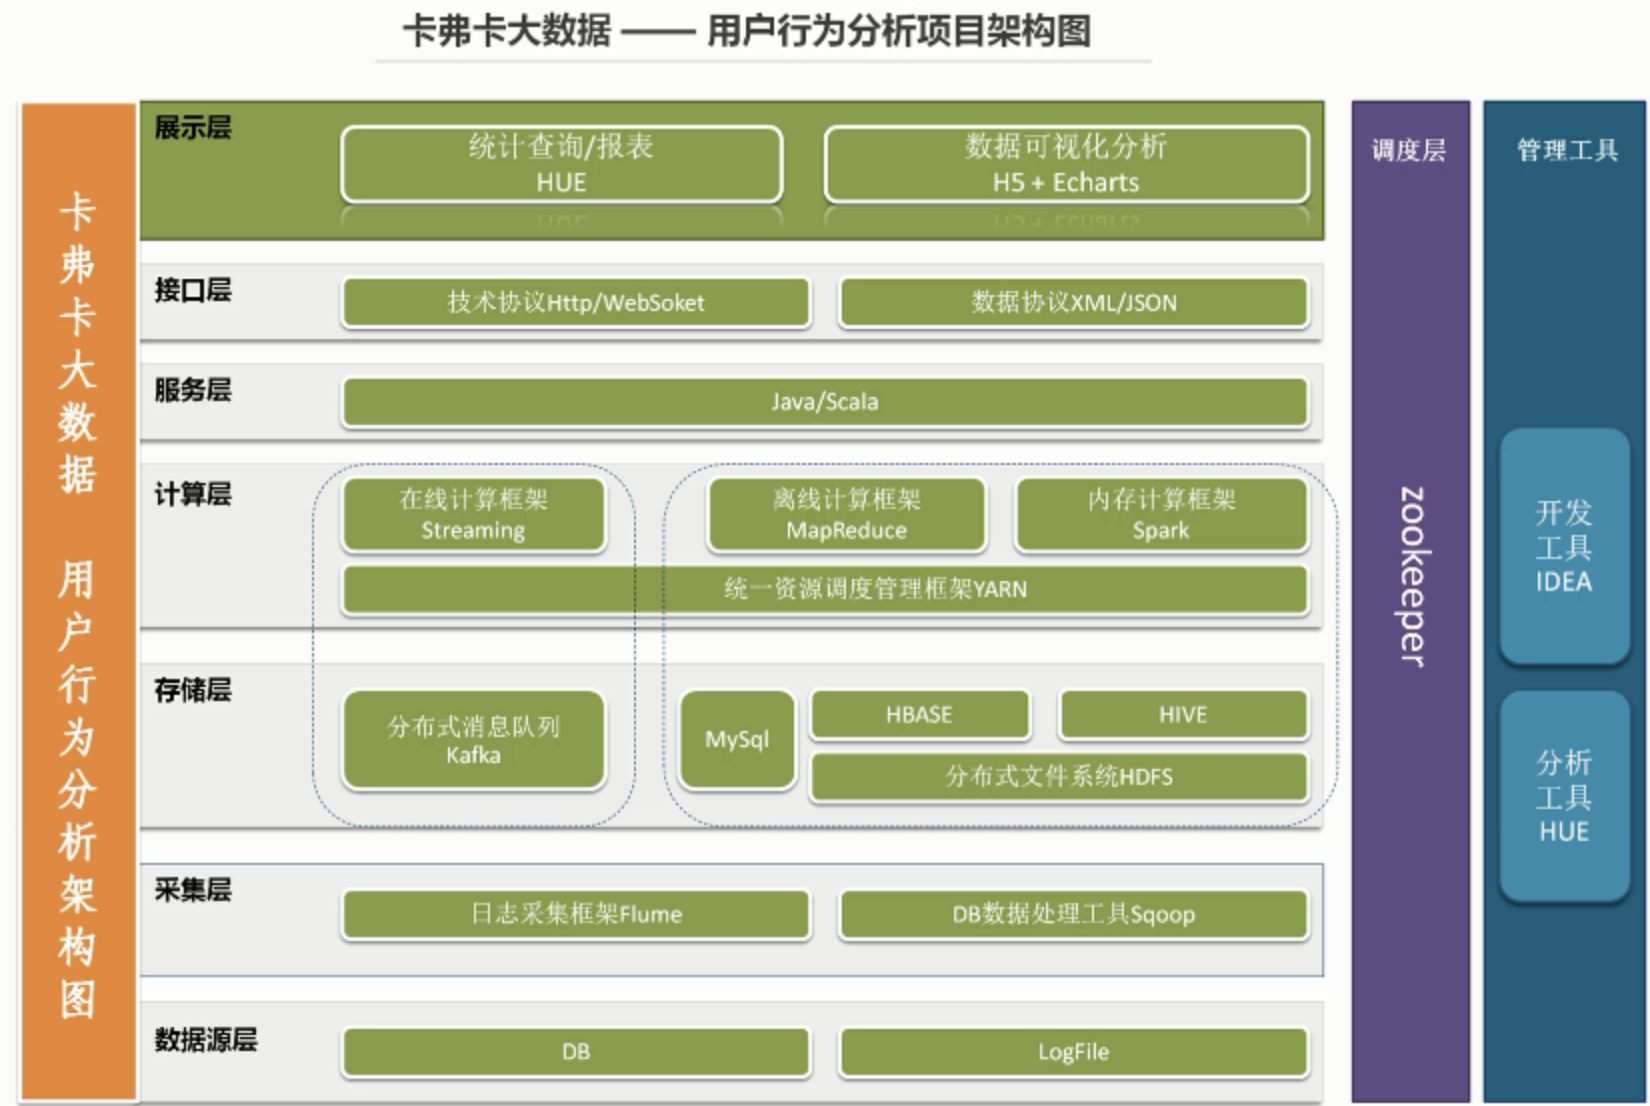 卡弗卡大数据 —— 用户行为分析项目架构图
卡弗卡大数据 用户行为分析架构图
展示层
统计查询/报表
HUE
数据可视化分析
H5 + Echarts
接口层
技术协议Http/WebSoket
数据协议XML/JSON
服务层
Java/Scala
计算层
在线计算框架
Streaming
离线计算框架
MapReduce
内存计算框架
Spark
统一资源调度管理框架YARN
存储层
分布式消息队列
Kafka
MySql
HBASE
HIVE
分布式文件系统HDFS
采集层
日志采集框架Flume
DB数据处理工具Sqoop
数据源层
DB
LogFile
调度层
zookeeper
管理工具
开发
工具
IDEA
分析
工具
HUE